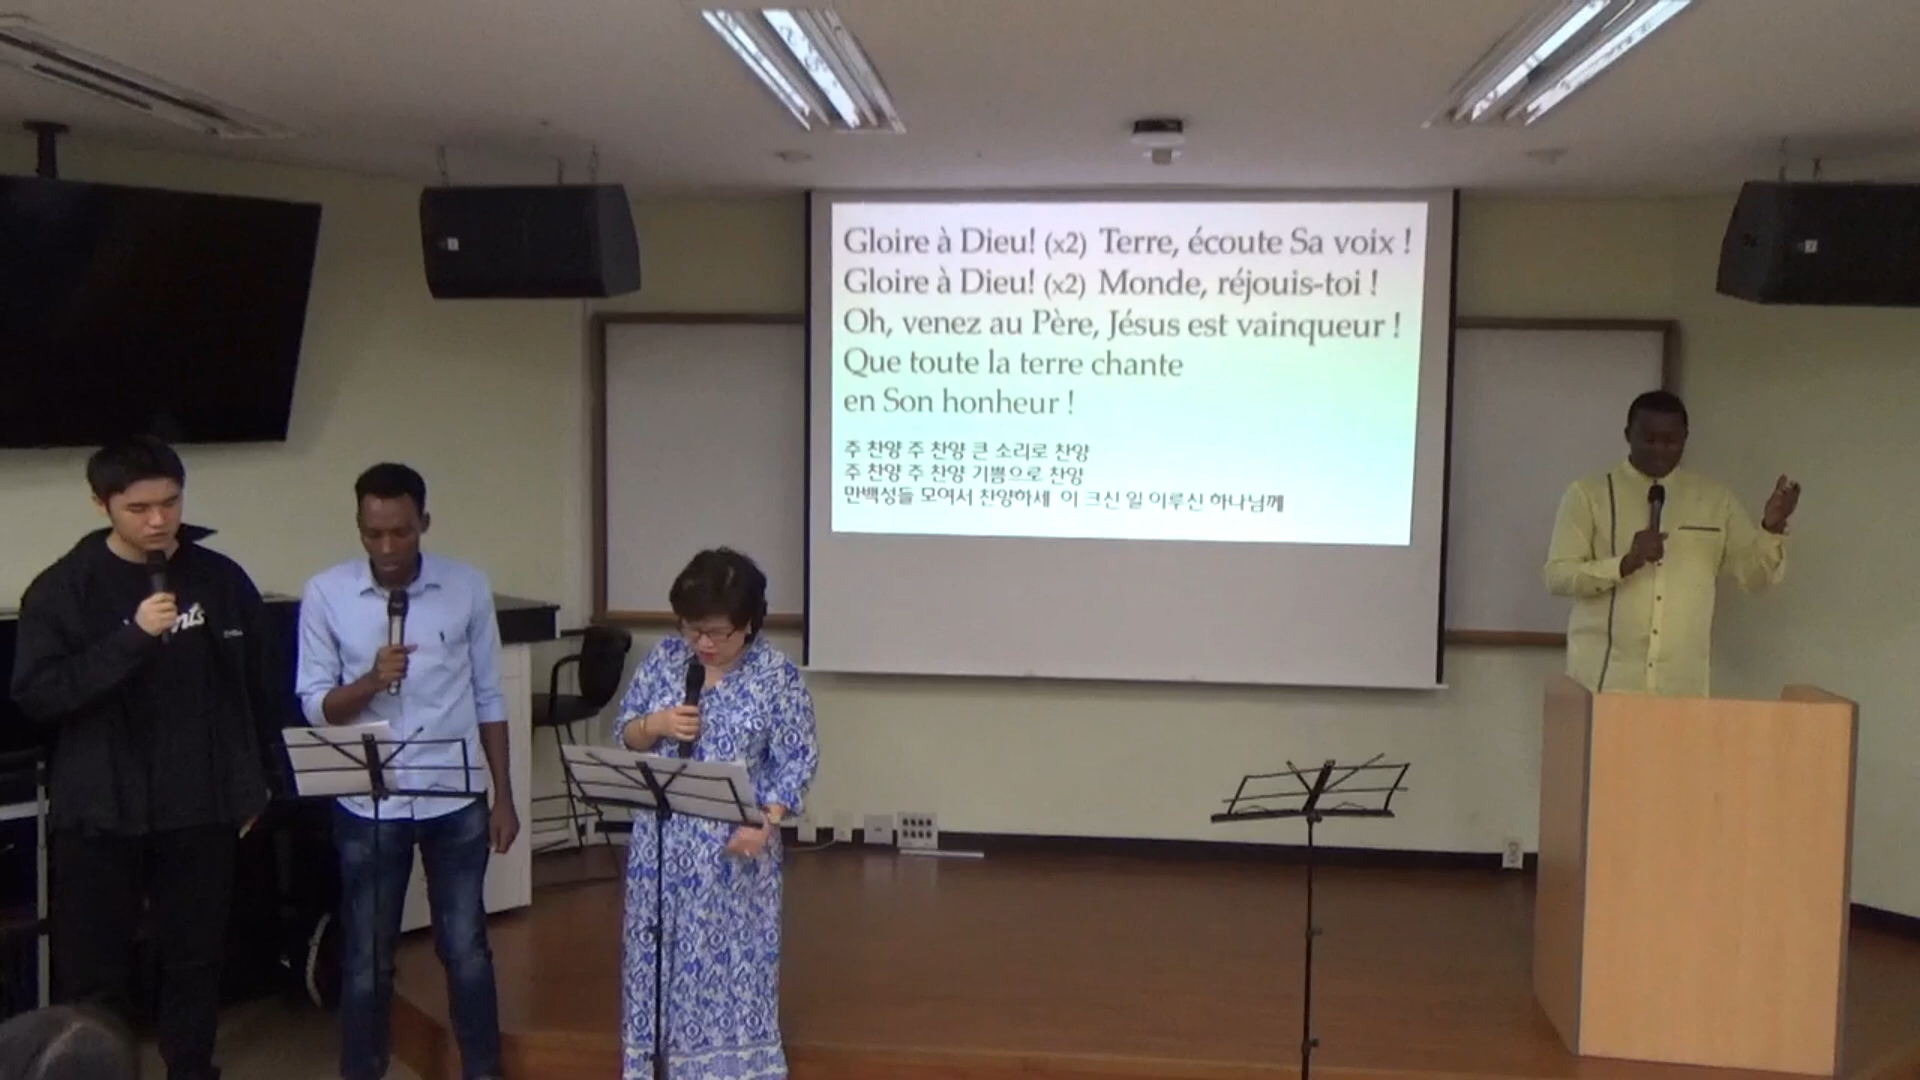 Gloire à Dieu! (x2) Terre, écoute Sa voix !
Gloire à Dieu! (x2) Monde, réjouis-toi !
Oh, venez au Père, Jésus est vainqueur !
Que toute la terre chante
en Son honheur !
주 찬양 주 찬양 큰 소리로 찬양
주 찬양 주 찬양 기쁨으로 찬양
만백성들 모여서 찬양하세 이 크신 일 이루신 하나님께